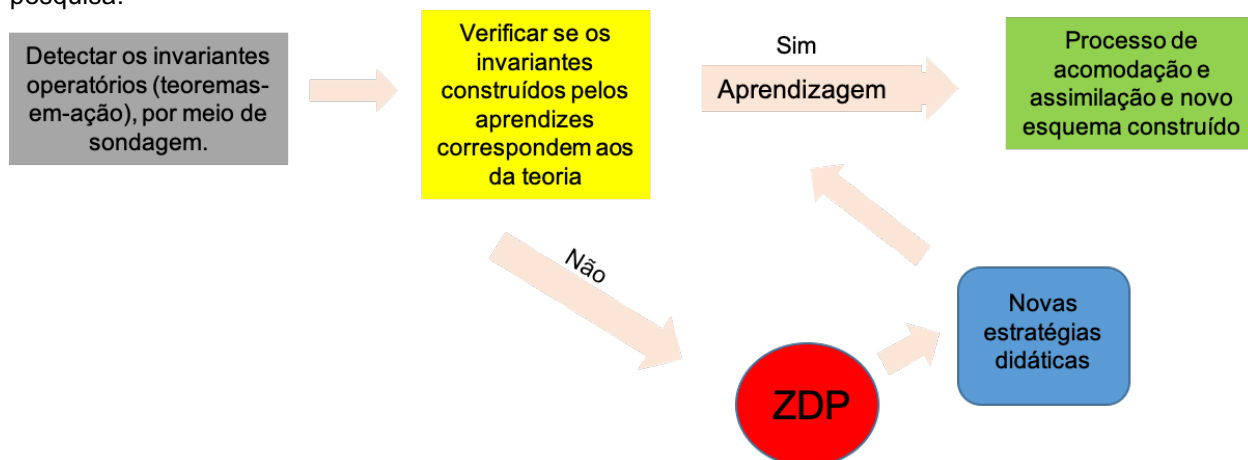 pesquisa.
Detectar os invariantes
operatórios (teoremas-
em-ação), por meio de
sondagem.
Verificar se os
invariantes
construídos pelos
aprendizes
correspondem aos
da teoria
Sim
Aprendizagem
Processo de
acomodação e
assimilação e novo
esquema construído
Não
ZDP
Novas
estratégias
didáticas